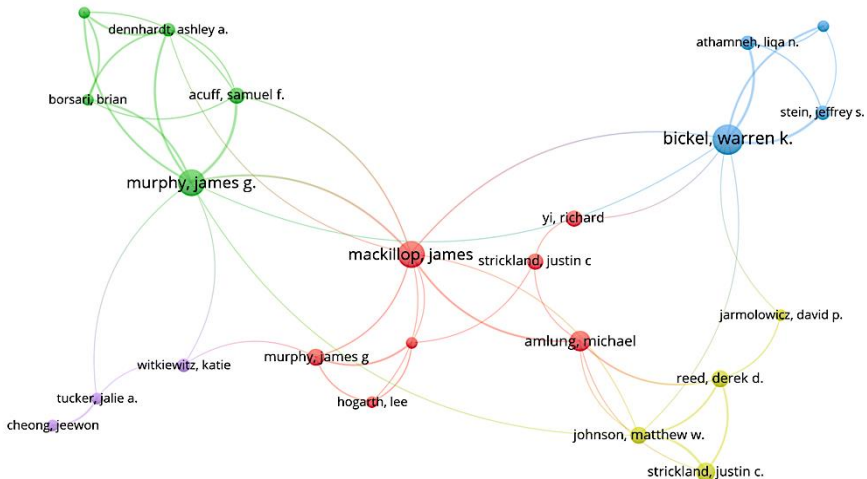 dennhardt, ashley a.
athamneh, liqa n.
borsari, brian
acuff, samuel f.
stein, jeffrey s.
bickel, warren k.
murphy, james g.
yi, richard
mackillop, james
strickland, justin c
jarmolowicz, david p.
amlung, michael
murphy, james g
witkiewitz, katie
reed, derek d.
tucker, jalie a.
hogarth, lee
cheong, jeewon
johnson, matthew w.
strickland, justin c.